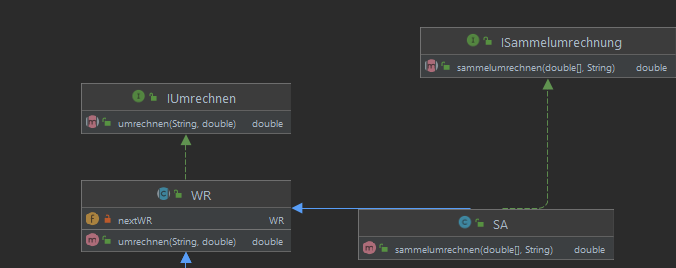 ISammelumrechnung
sammelumrechnen(double[], String) double
IUmrechnen
umrechnen(String, double) double
WR
nextWR WR
umrechnen(String, double) double
SA
sammelumrechnen(double[], String) double